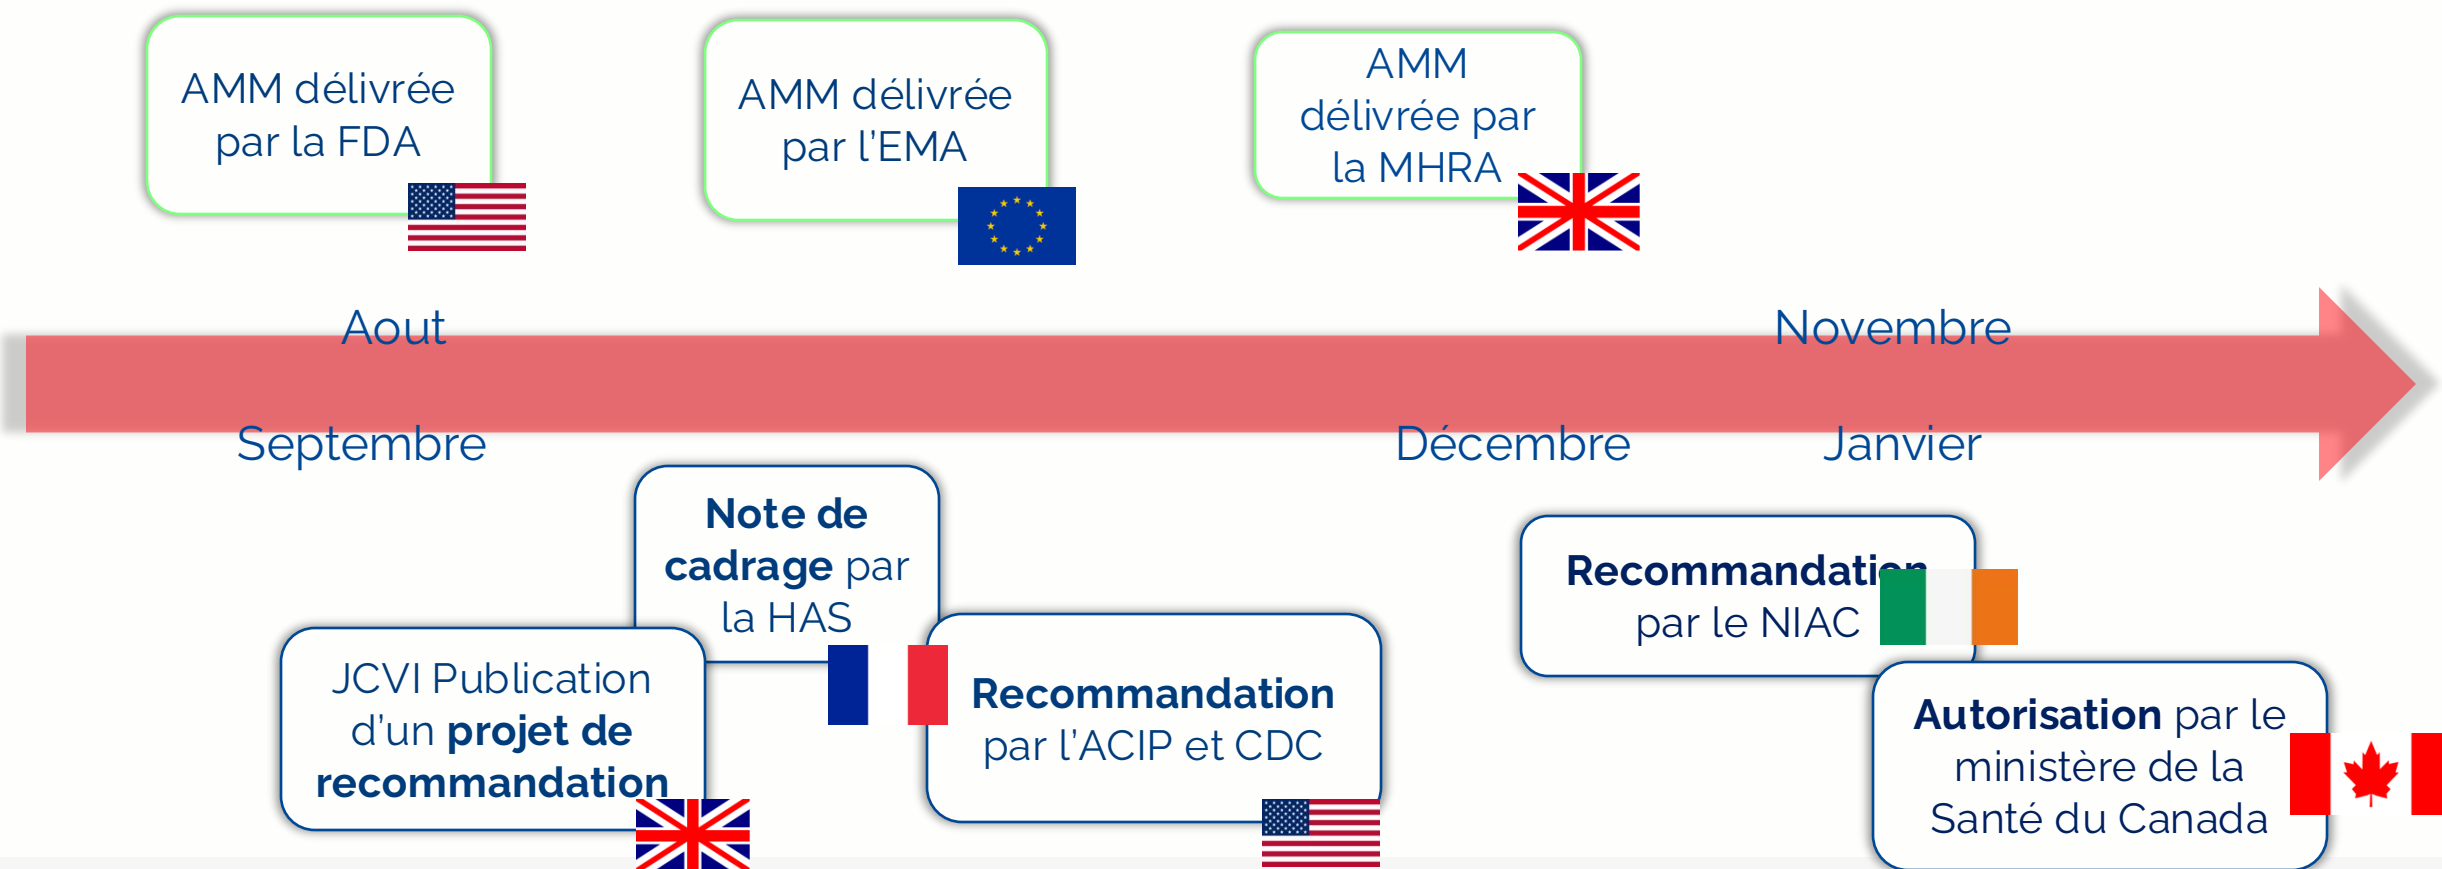 AMM délivrée
par la FDA
AMM délivrée
par l'EMA
AMM
délivrée par
la MHRA
Aout
Novembre
Septembre
Décembre
Janvier
Note de
cadrage par
la HAS
JCVI Publication
d'un projet de
recommandation
Recommandation
par l'ACIP et CDC
Recommandation
par le NIAC
Autorisation par le
ministère de la
Santé du Canada